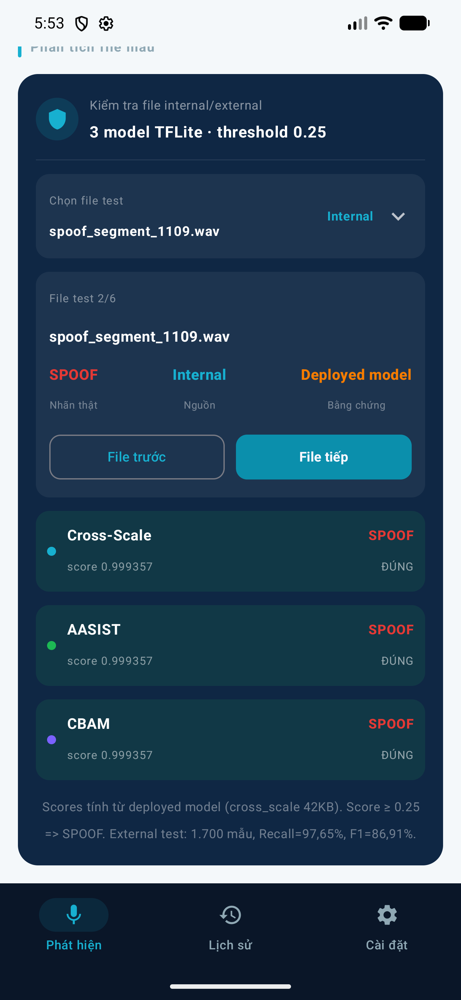 5:53
Phân tích file mẫu
Kiểm tra file internal/external
3 model TFLite · threshold 0.25
Chọn file test
spoof_segment_1109.wav
Internal
File test 2/6
spoof_segment_1109.wav
SPOOF
Internal
Deployed model
Nhãn thật
Nguồn
Bằng chứng
File trước
File tiếp
Cross-Scale
SPOOF
score 0.999357
ĐÚNG
AASIST
SPOOF
score 0.999357
ĐÚNG
CBAM
SPOOF
score 0.999357
ĐÚNG
Scores tính từ deployed model (cross_scale 42KB). Score ≥ 0.25
=> SPOOF. External test: 1.700 mẫu, Recall=97,65%, F1=86,91%.
Phát hiện
Lịch sử
Cài đặt